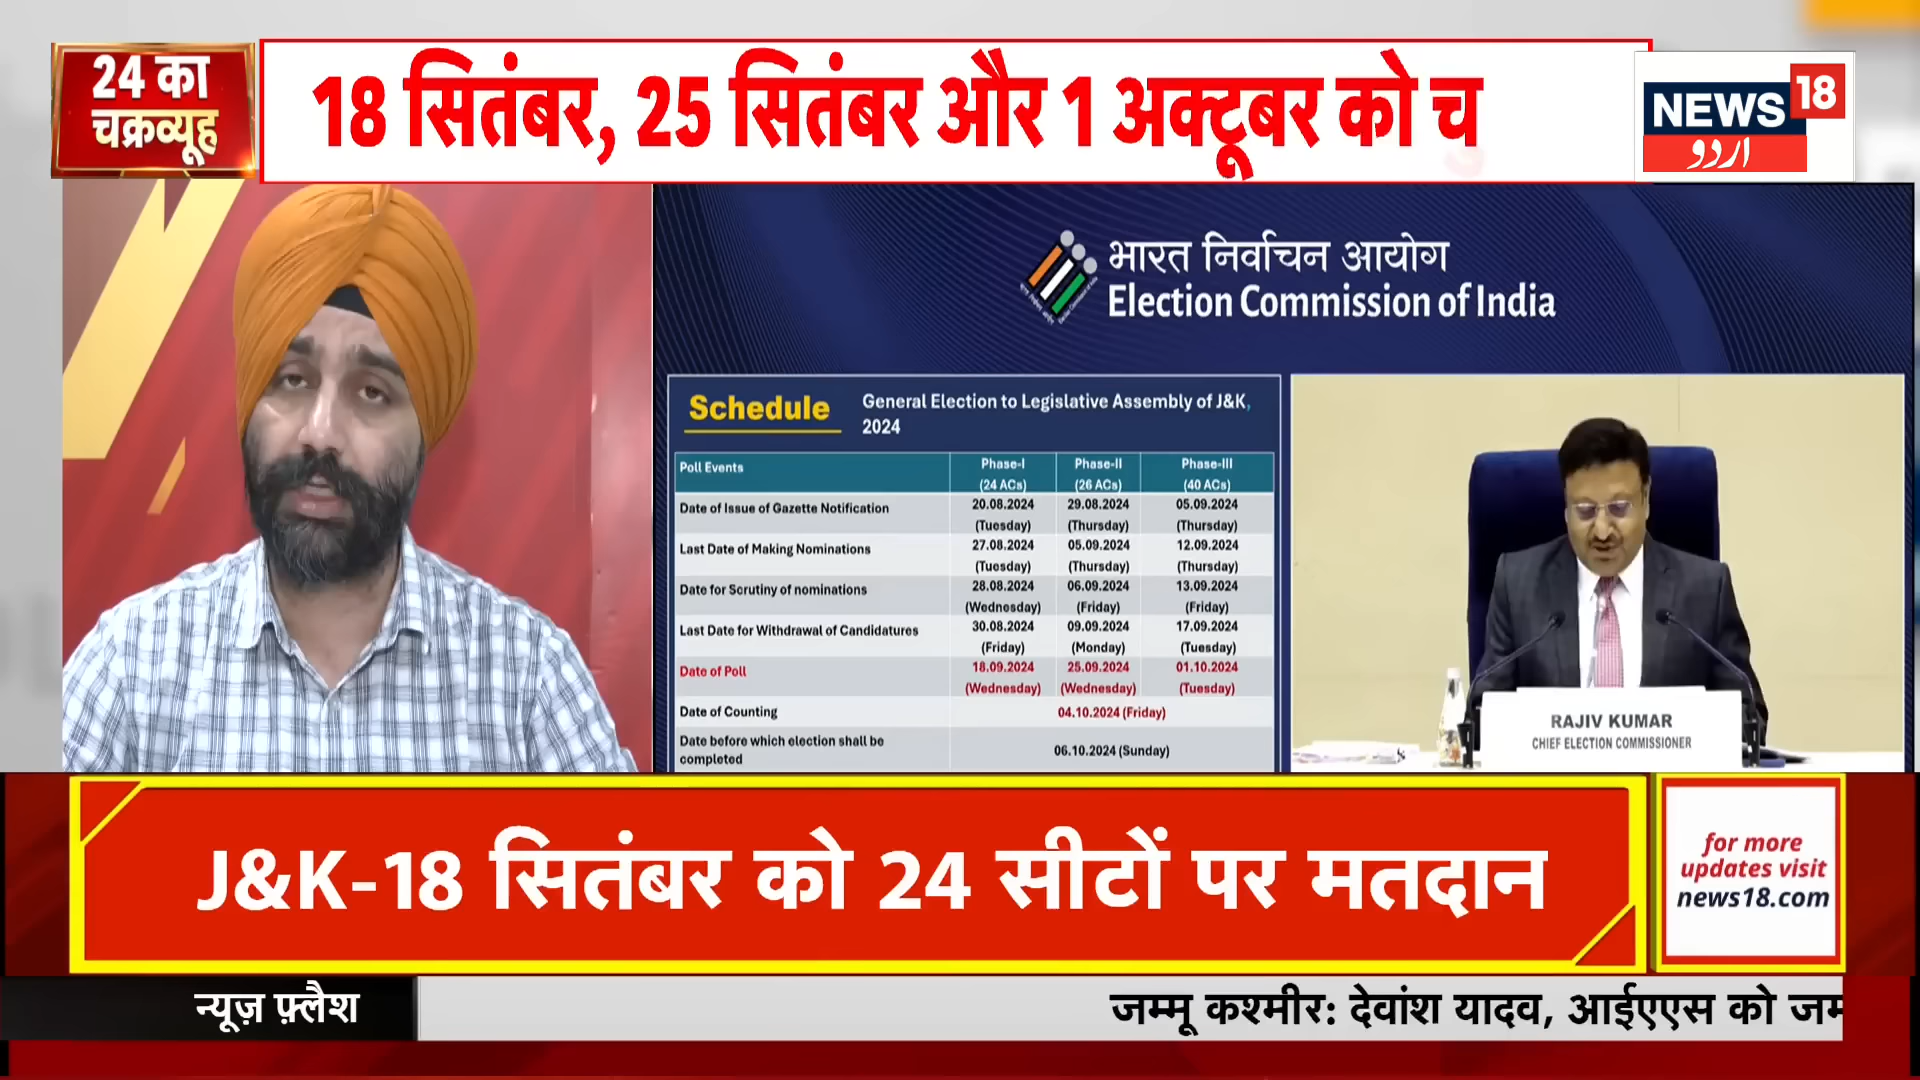 24 का
चक्रव्यूह
18 सितंबर, 25 सितंबर और 1 अक्टूबर को
NEWS 18
اردو
भारत निर्वाचन आयोग
Election Commission of India
Schedule
General Election to Legislative Assembly of J&K,
2024
Poll Events Phase-I (24 ACs) Phase-II (26 ACs) Phase-III (40 ACs)
Date of Issue of Gazette Notification 20.08.2024 (Tuesday) 29.08.2024 (Thursday) 05.09.2024 (Thursday)
Last Date of Making Nominations 27.08.2024 (Tuesday) 05.09.2024 (Thursday) 12.09.2024 (Thursday)
Date for Scrutiny of nominations 28.08.2024 (Wednesday) 06.09.2024 (Friday) 13.09.2024 (Friday)
Last Date for Withdrawal of Candidatures 30.08.2024 (Friday) 09.09.2024 (Monday) 17.09.2024 (Tuesday)
Date of Poll 18.09.2024 (Wednesday) 25.09.2024 (Wednesday) 01.10.2024 (Tuesday)
Date of Counting 04.10.2024 (Friday)
Date before which election shall be
completed 06.10.2024 (Sunday)
RAJIV KUMAR
CHIEF ELECTION COMMISSIONER
J&K-18 सितंबर को 24 सीटों पर मतदान
for more
updates visit
news18.com
न्यूज़ फ़्लैश
जम्मू कश्मीर: देवांश यादव, आईएएस को